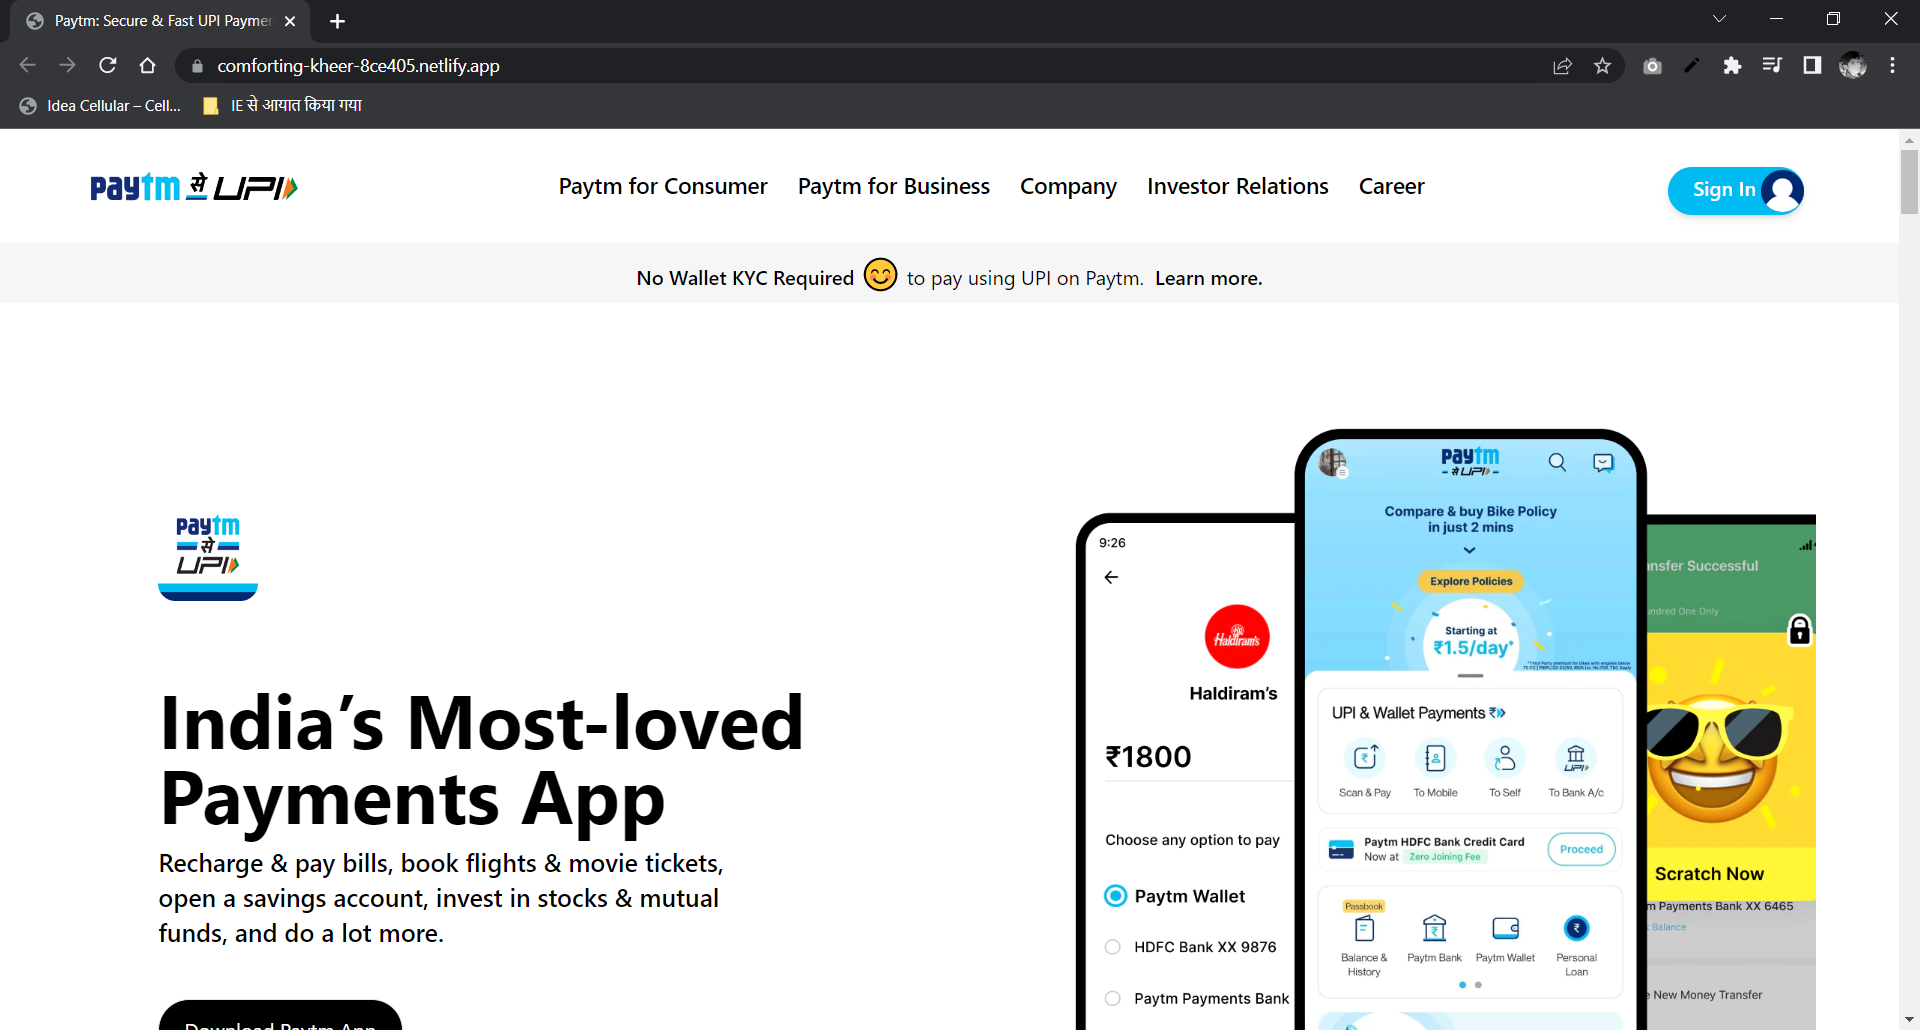 Paytm: Secure & Fast UPI Paymen
comforting-kheer-8ce405.netlify.app
Idea Cellular – Cell...
IE से आयात किया गया
paytm से UPI
Paytm for Consumer
Paytm for Business
Company
Investor Relations
Career
Sign In
No Wallet KYC Required 😊 to pay using UPI on Paytm. Learn more.
paytm
से
UPI
India’s Most-loved
Payments App
Recharge & pay bills, book flights & movie tickets,
open a savings account, invest in stocks & mutual
funds, and do a lot more.
Download Paytm App
9:26
Haldiram's
Haldiram’s
₹1800
Choose any option to pay
Paytm Wallet
HDFC Bank XX 9876
Paytm Payments Bank
paytm
से UPI
Compare & buy Bike Policy
in just 2 mins
Explore Policies
Starting at
₹1.5/day*
UPI & Wallet Payments
Scan & Pay
To Mobile
To Self
To Bank A/c
UPI
Paytm HDFC Bank Credit Card
Now at Zero Joining Fee
Proceed
Passbook
Balance &
History
Paytm Bank
Paytm Wallet
Personal
Loan
ansfer Successful
undred One Only
Scratch Now
m Payments Bank XX 6465
Balance
e New Money Transfer